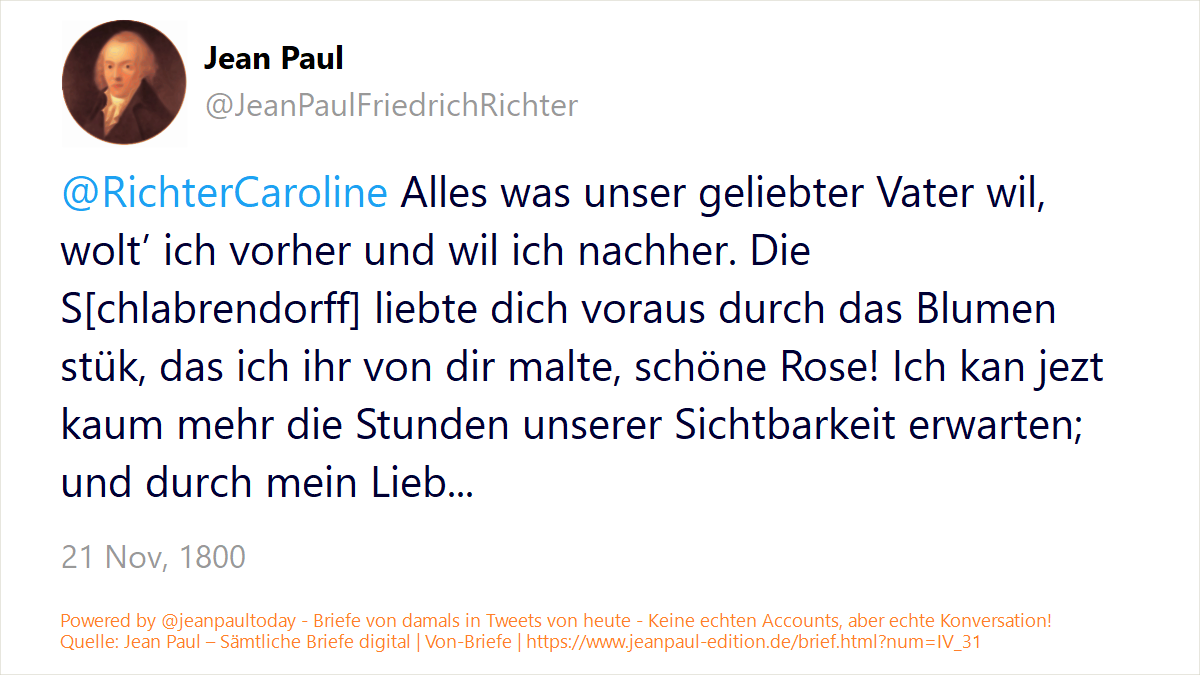 Jean Paul
@JeanPaulFriedrichRichter
@RichterCaroline Alles was unser geliebter Vater wil,
wolt’ ich vorher und wil ich nachher. Die
S[chlabrendorff] liebte dich voraus durch das Blumen
stük, das ich ihr von dir malte, schöne Rose! Ich kan jezt
kaum mehr die Stunden unserer Sichtbarkeit erwarten;
und durch mein Lieb...
21 Nov, 1800
Powered by @jeanpaultoday - Briefe von damals in Tweets von heute - Keine echten Accounts, aber echte Konversation!
Quelle: Jean Paul – Sämtliche Briefe digital | Von-Briefe | https://www.jeanpaul-edition.de/brief.html?num=IV_31